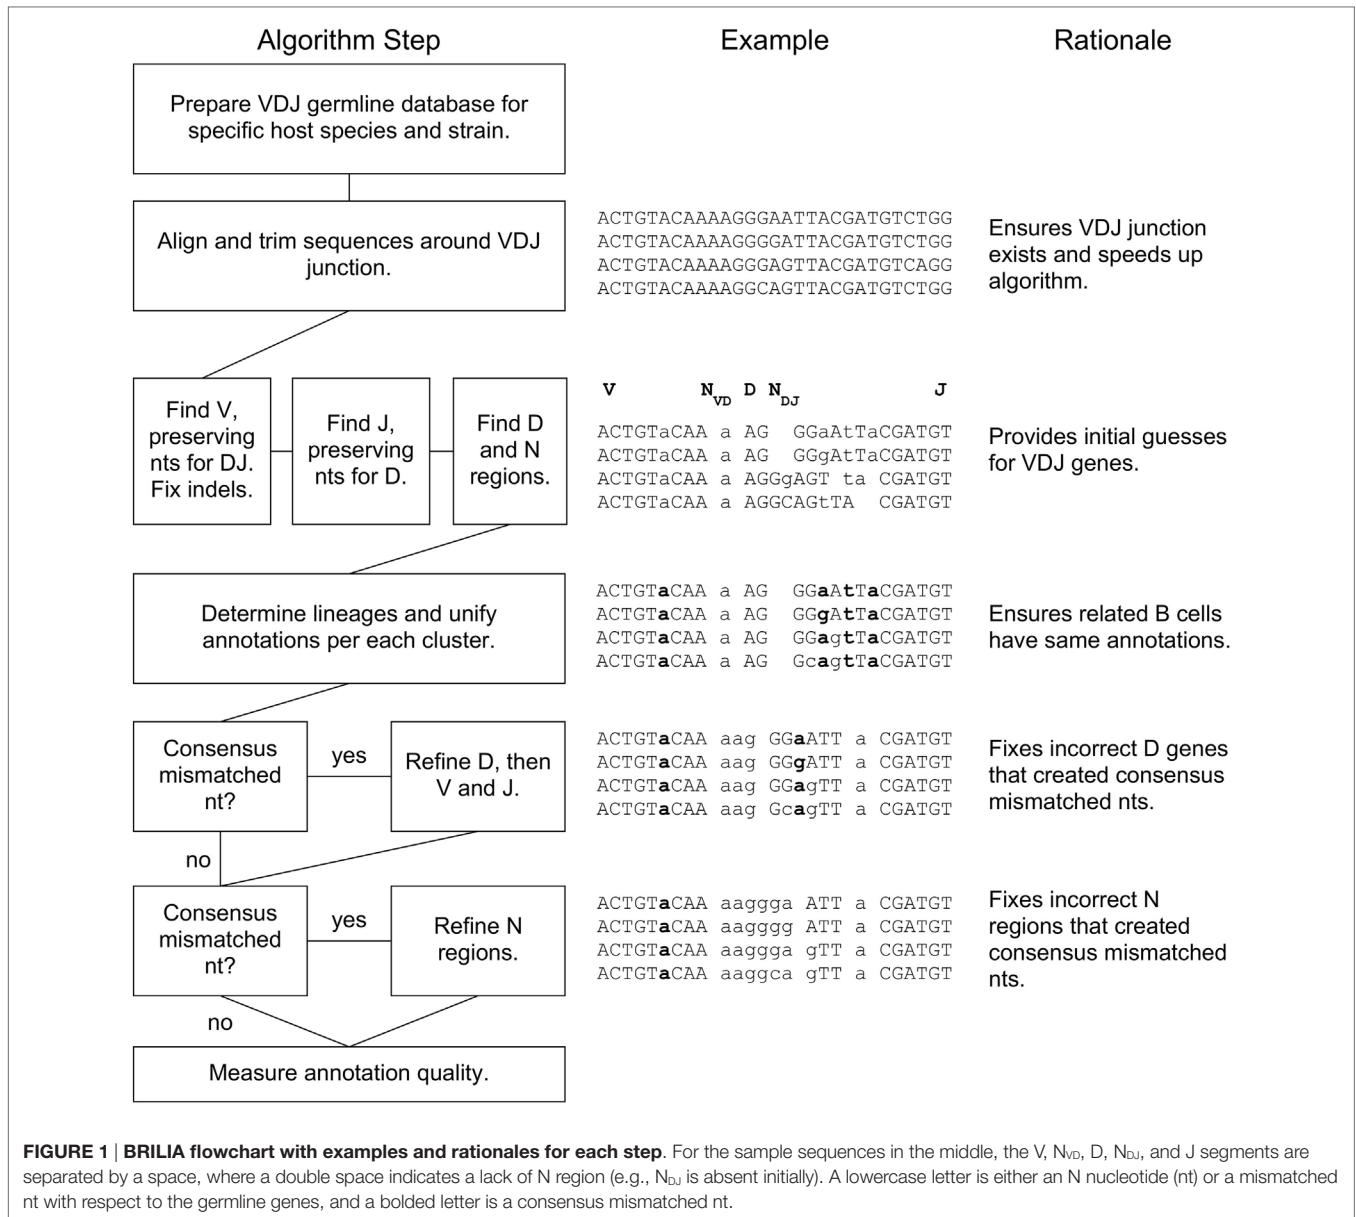 Algorithm Step
Example
Rationale
Prepare VDJ germline database for
specific host species and strain.
Align and trim sequences around VDJ
junction.
ACTGTACAAAAGGGAATTACGATGTCTGG
ACTGTACAAAAGGGGATTACGATGTCTGG
ACTGTACAAAAGGGAGTTACGATGTCAGG
ACTGTACAAAAGGCAGTTACGATGTCTGG
Ensures VDJ junction
exists and speeds up
algorithm.
Find V,
preserving
nts for DJ.
Fix indels.
Find J,
preserving
nts for D.
Find D
and N
regions.
V NVD D NDJ J
ACTGTaCAA a AG  GGaAtTaCGATGT
ACTGTaCAA a AG  GGgAtTaCGATGT
ACTGTaCAA a AGGgAGT ta CGATGT
ACTGTaCAA a AGGCAGtTA  CGATGT
Provides initial guesses
for VDJ genes.
Determine lineages and unify
annotations per each cluster.
ACTGTaCAA a AG  GGaAtTaCGATGT
ACTGTaCAA a AG  GGgAtTaCGATGT
ACTGTaCAA a AG  GGagtTaCGATGT
ACTGTaCAA a AG  GcagtTaCGATGT
Ensures related B cells
have same annotations.
Consensus
mismatched
nt?
yes
Refine D, then
V and J.
ACTGTaCAA aag GGaATT a CGATGT
ACTGTaCAA aag GGgATT a CGATGT
ACTGTaCAA aag GGagTT a CGATGT
ACTGTaCAA aag GcagTT a CGATGT
Fixes incorrect D genes
that created consensus
mismatched nts.
no
Consensus
mismatched
nt?
yes
Refine N
regions.
ACTGTaCAA aaggga ATT a CGATGT
ACTGTaCAA aagggg ATT a CGATGT
ACTGTaCAA aaggga gTT a CGATGT
ACTGTaCAA aaggca gTT a CGATGT
Fixes incorrect N
regions that created
consensus mismatched
nts.
no
Measure annotation quality.
FIGURE 1 | BRILIA flowchart with examples and rationales for each step. For the sample sequences in the middle, the V, NVD, D, NDJ, and J segments are
separated by a space, where a double space indicates a lack of N region (e.g., NDJ is absent initially). A lowercase letter is either an N nucleotide (nt) or a mismatched
nt with respect to the germline genes, and a bolded letter is a consensus mismatched nt.